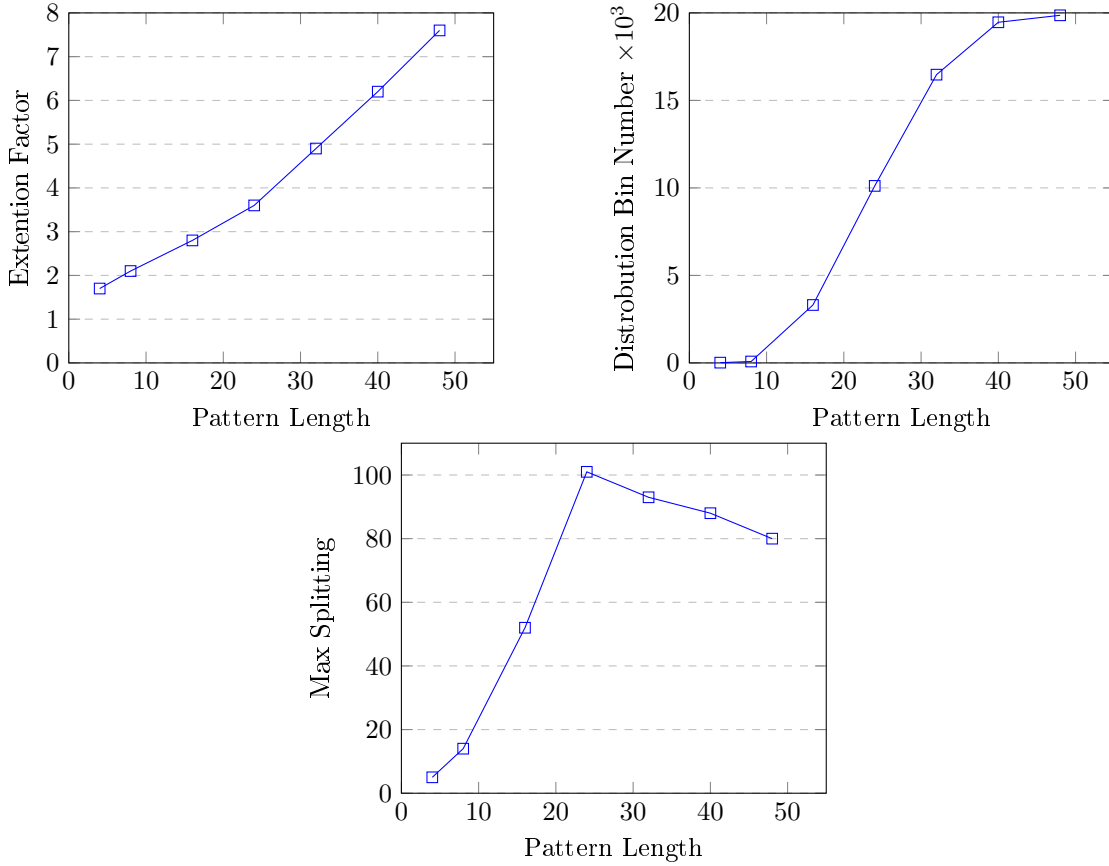 8
7
6
5
4
3
2
1
0
Extention Factor
0 10 20 30 40 50
Pattern Length
20
15
10
5
0
Distrobution Bin Number ×10³
0 10 20 30 40 50
Pattern Length
100
80
60
40
20
0
Max Splitting
0 10 20 30 40 50
Pattern Length